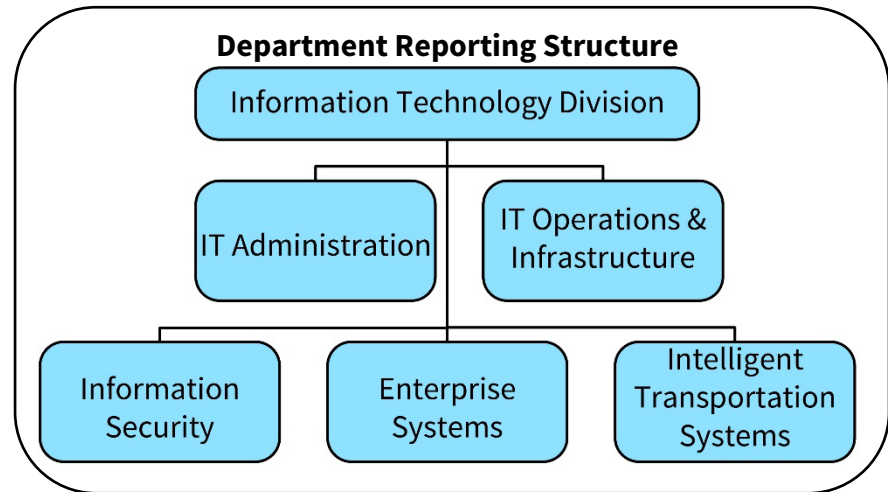 Department Reporting Structure
Information Technology Division
IT Administration
IT Operations &
Infrastructure
Information
Security
Enterprise
Systems
Intelligent
Transportation
Systems